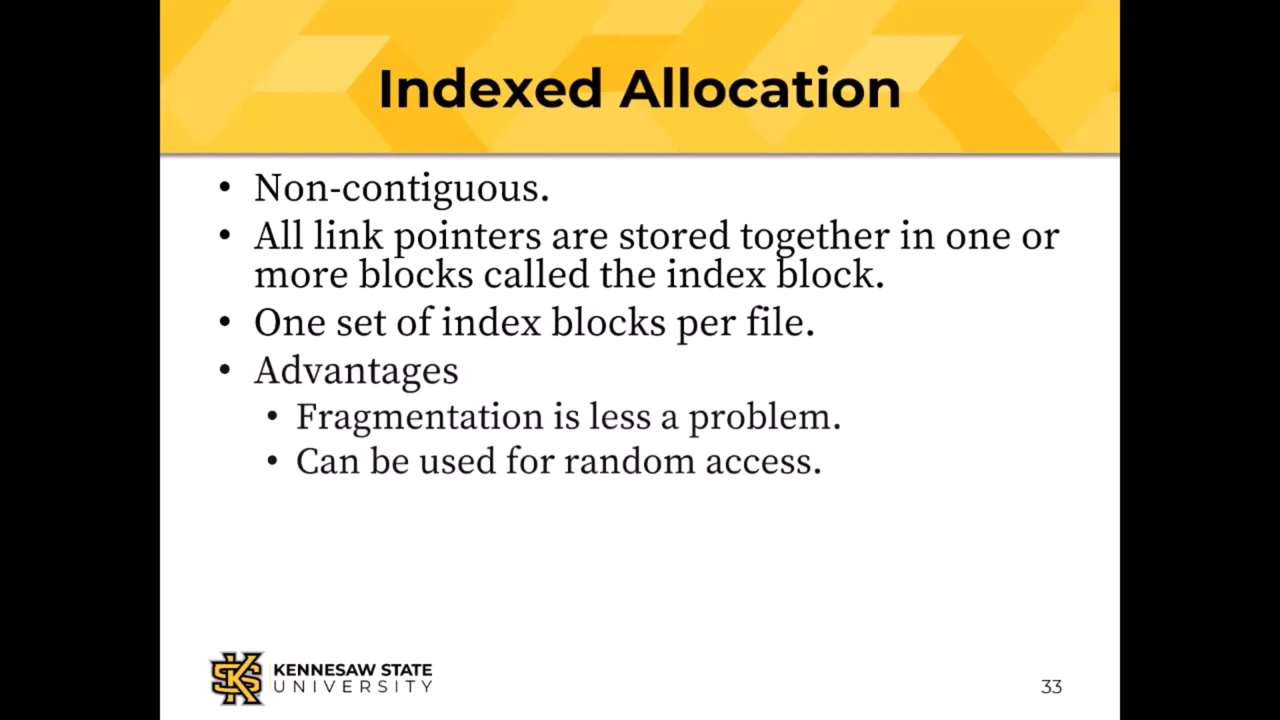 Indexed Allocation
• Non-contiguous.
• All link pointers are stored together in one or
more blocks called the index block.
• One set of index blocks per file.
• Advantages
• Fragmentation is less a problem.
• Can be used for random access.
KS
KENNESAW STATE
UNIVERSITY
33